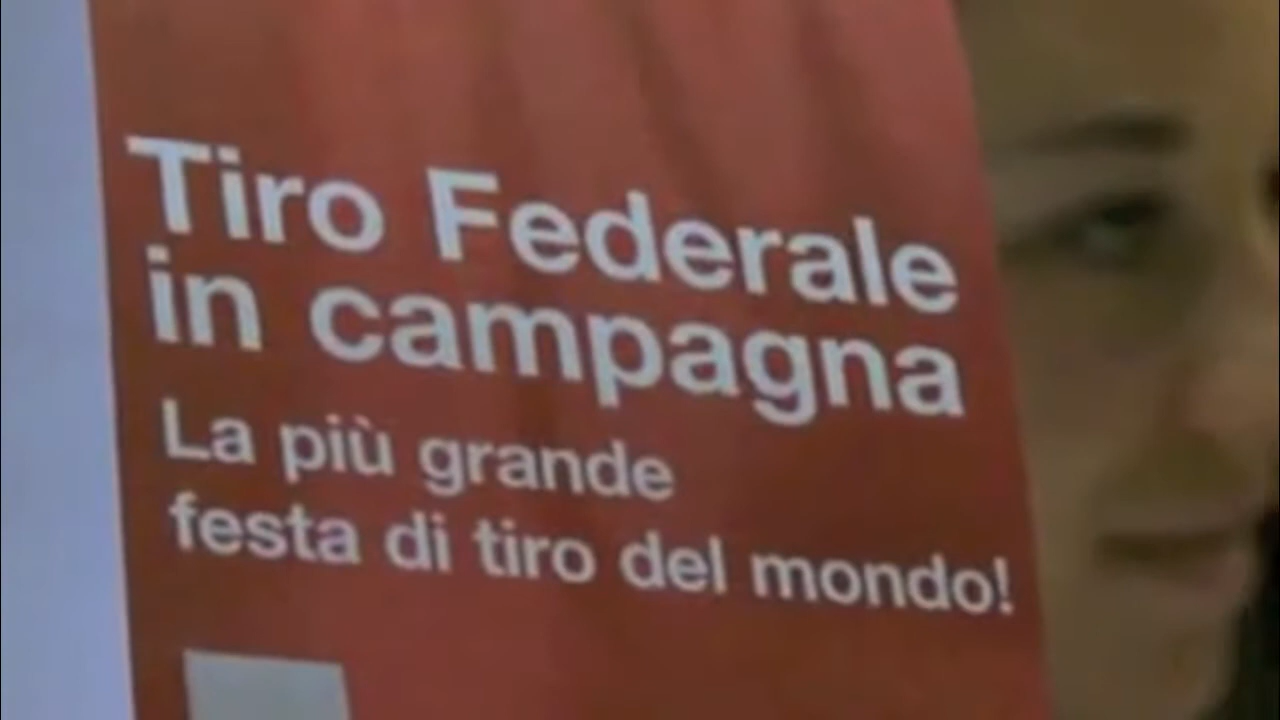 Tiro Federale
in campagna
La più grande
festa di tiro del mondo!